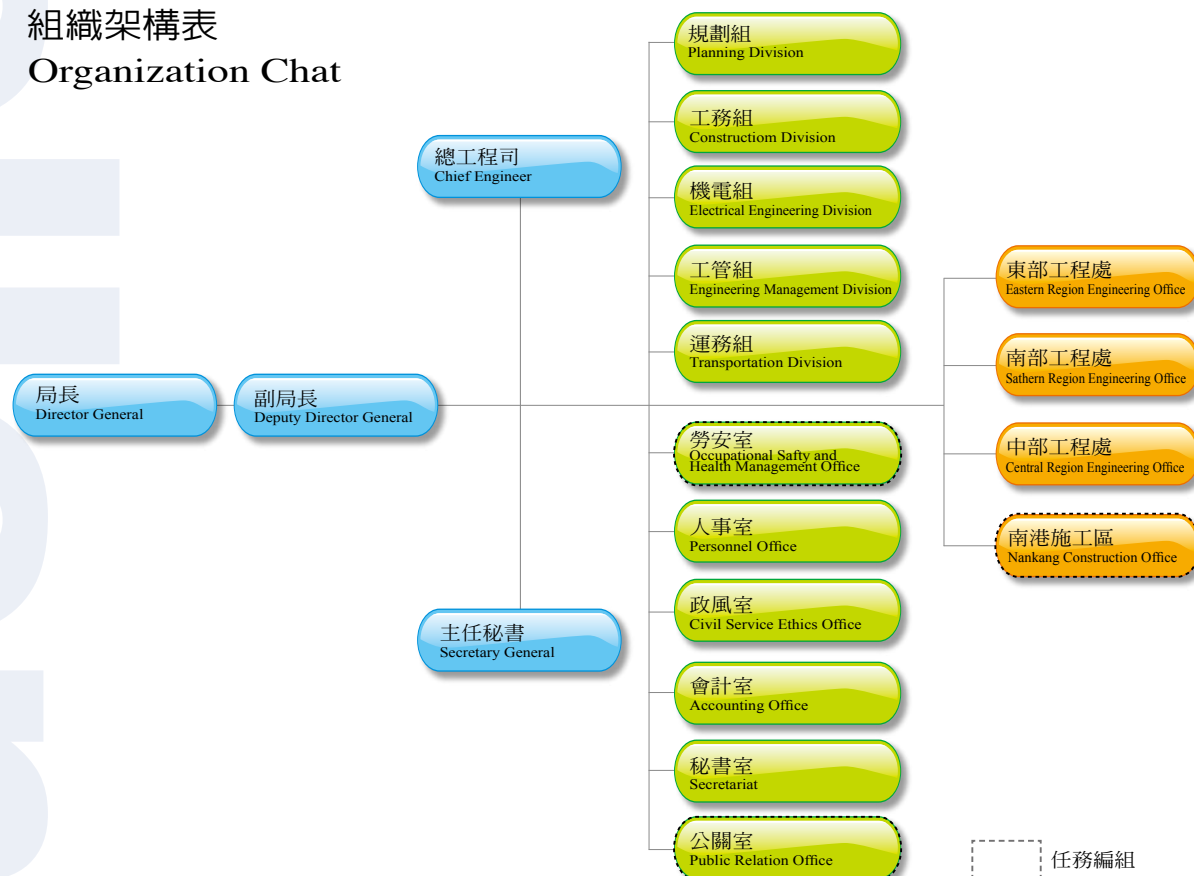 組織架構表
Organization Chat
總工程司
Chief Engineer
局長
Director General
副局長
Deputy Director General
主任秘書
Secretary General
規劃組
Planning Division
工務組
Constructiom Division
機電組
Electrical Engineering Division
工管組
Engineering Management Division
運務組
Transportation Division
勞安室
Occupational Safty and
Health Management Office
人事室
Personnel Office
政風室
Civil Service Ethics Office
會計室
Accounting Office
秘書室
Secretariat
公關室
Public Relation Office
東部工程處
Eastern Region Engineering Office
南部工程處
Sathern Region Engineering Office
中部工程處
Central Region Engineering Office
南港施工區
Nankang Construction Office
任務編組